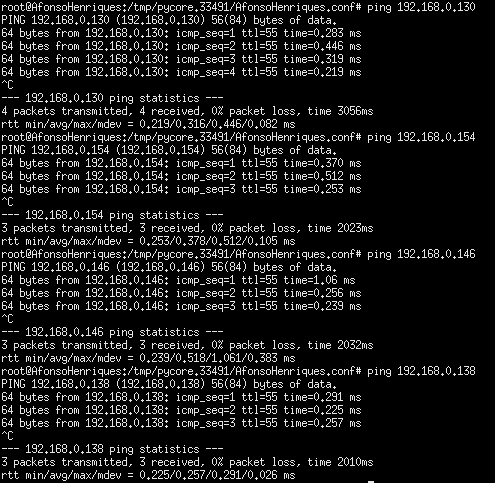 root@AfonsoHenriques:/tmp/pycore.33491/AfonsoHenriques.conf# ping 192.168.0.130
PING 192.168.0.130 (192.168.0.130) 56(84) bytes of data.
64 bytes from 192.168.0.130: icmp_seq=1 ttl=55 time=0.283 ms
64 bytes from 192.168.0.130: icmp_seq=2 ttl=55 time=0.446 ms
64 bytes from 192.168.0.130: icmp_seq=3 ttl=55 time=0.319 ms
64 bytes from 192.168.0.130: icmp_seq=4 ttl=55 time=0.219 ms
^C
--- 192.168.0.130 ping statistics ---
4 packets transmitted, 4 received, 0% packet loss, time 3056ms
rtt min/avg/max/mdev = 0.219/0.316/0.446/0.082 ms
root@AfonsoHenriques:/tmp/pycore.33491/AfonsoHenriques.conf# ping 192.168.0.154
PING 192.168.0.154 (192.168.0.154) 56(84) bytes of data.
64 bytes from 192.168.0.154: icmp_seq=1 ttl=55 time=0.370 ms
64 bytes from 192.168.0.154: icmp_seq=2 ttl=55 time=0.512 ms
64 bytes from 192.168.0.154: icmp_seq=3 ttl=55 time=0.253 ms
^C
--- 192.168.0.154 ping statistics ---
3 packets transmitted, 3 received, 0% packet loss, time 2023ms
rtt min/avg/max/mdev = 0.253/0.378/0.512/0.105 ms
root@AfonsoHenriques:/tmp/pycore.33491/AfonsoHenriques.conf# ping 192.168.0.146
PING 192.168.0.146 (192.168.0.146) 56(84) bytes of data.
64 bytes from 192.168.0.146: icmp_seq=1 ttl=55 time=1.06 ms
64 bytes from 192.168.0.146: icmp_seq=2 ttl=55 time=0.256 ms
64 bytes from 192.168.0.146: icmp_seq=3 ttl=55 time=0.239 ms
^C
--- 192.168.0.146 ping statistics ---
3 packets transmitted, 3 received, 0% packet loss, time 2032ms
rtt min/avg/max/mdev = 0.239/0.518/1.061/0.383 ms
root@AfonsoHenriques:/tmp/pycore.33491/AfonsoHenriques.conf# ping 192.168.0.138
PING 192.168.0.138 (192.168.0.138) 56(84) bytes of data.
64 bytes from 192.168.0.138: icmp_seq=1 ttl=55 time=0.291 ms
64 bytes from 192.168.0.138: icmp_seq=2 ttl=55 time=0.225 ms
64 bytes from 192.168.0.138: icmp_seq=3 ttl=55 time=0.257 ms
^C
--- 192.168.0.138 ping statistics ---
3 packets transmitted, 3 received, 0% packet loss, time 2010ms
rtt min/avg/max/mdev = 0.225/0.257/0.291/0.026 ms